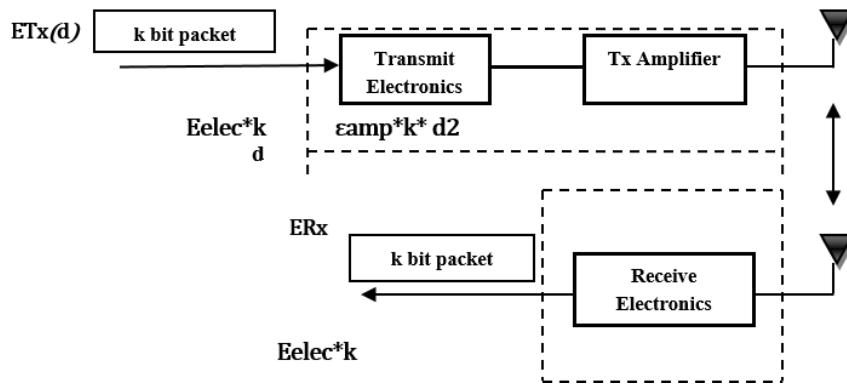 ETx(d)
k bit packet
Transmit
Electronics
Tx Amplifier
Eelec*k
εamp*k* d2
d
ERx
k bit packet
Receive
Electronics
Eelec*k